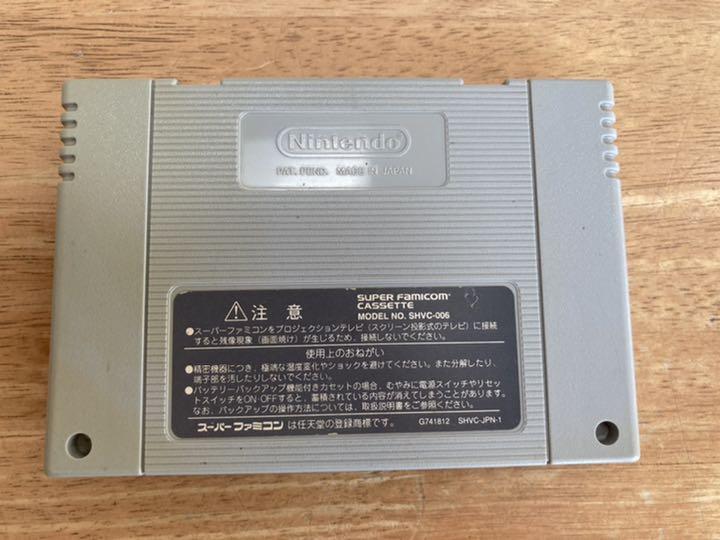 Nintendo
PAT. PEND. MADE IN JAPAN
⚠注意
SUPER Famicom
CASSETTE
MODEL NO. SHVC-006
●スーパーファミコンをプロジェクションテレビ(スクリーン投影式のテレビ)に接続
すると残像現象(画面焼け)が生じるため、接続しないでください。
使用上のおねがい
●精密機器につき、極端な温度変化やショックを避けてください。また分解したり、
端子部を汚したりしないでください。
●バッテリーバックアップ機能付きカセットの場合、むやみに電源スイッチやリセッ
トスイッチをON・OFFすると、蓄積されている内容が消えてしまうことがあります。
なお、バックアップの操作方法については、取扱説明書をご参照ください。
スーパーファミコンは任天堂の登録商標です。 G741812 SHVC-JPN-1